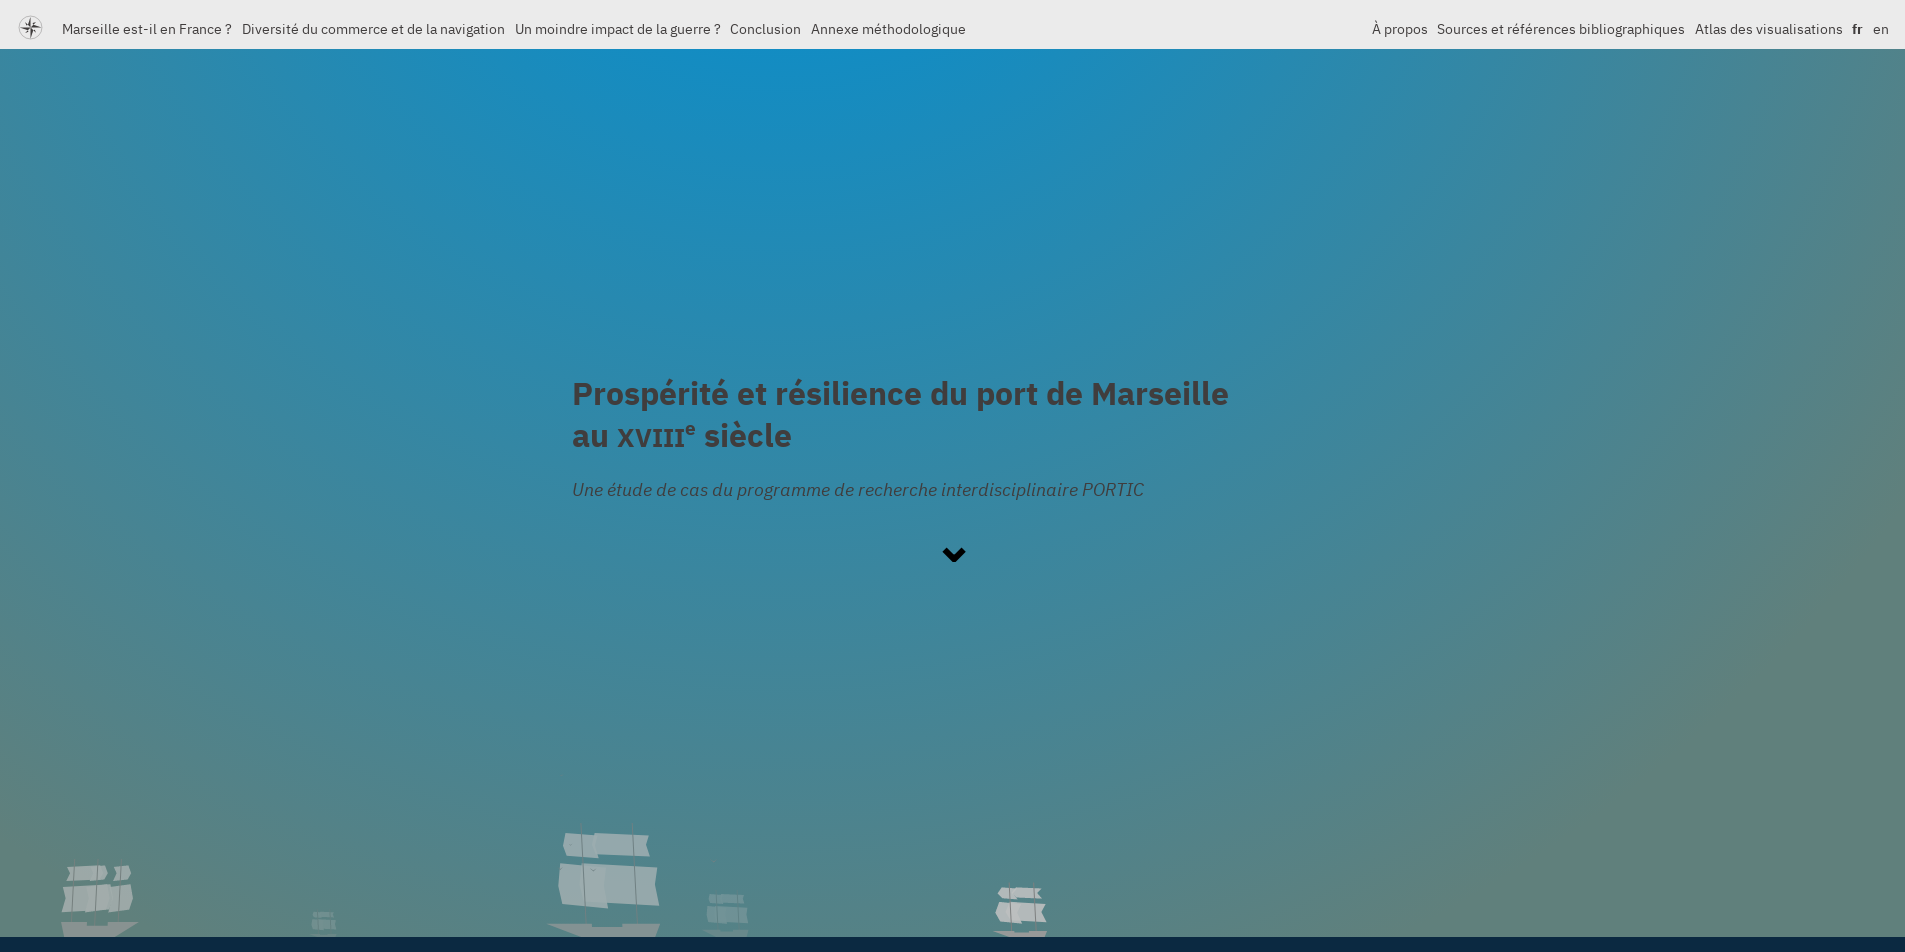 Marseille est-il en France ? Diversité du commerce et de la navigation Un moindre impact de la guerre ? Conclusion Annexe méthodologique À propos Sources et références bibliographiques Atlas des visualisations fr en
Prospérité et résilience du port de Marseille
au XVIIIe siècle
Une étude de cas du programme de recherche interdisciplinaire PORTIC